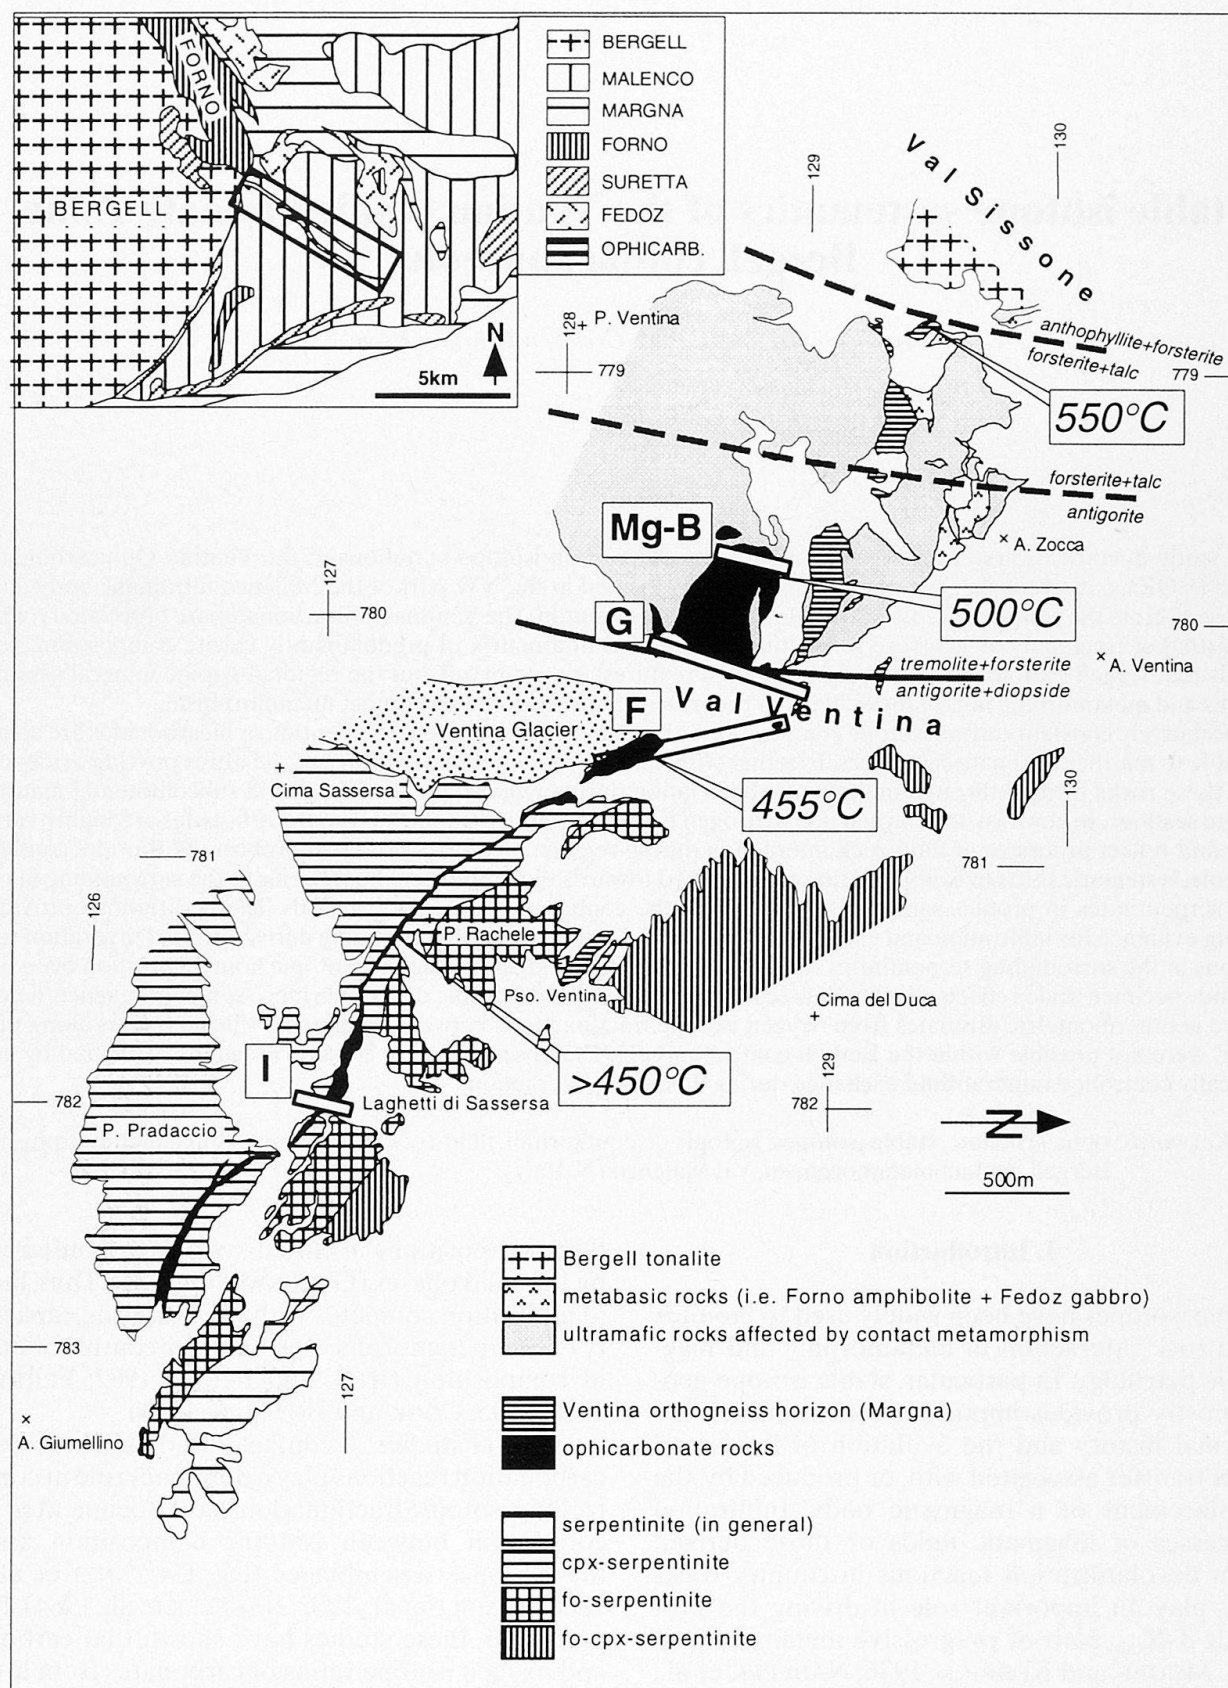 BERGELL
MALENCO
MARGNA
FORNO
SURETTA
FEDOZ
OPHICARB.
FORNO
BERGELL
N
5km
Val Sissone
130
129
128
P. Ventina
779
anthophyllite+forsterite
forsterite+talc
779
550°C
forsterite+talc
antigorite
Mg-B
A. Zocca
127
780
500°C
780
G
tremolite+forsterite
antigorite+diopside
A. Ventina
Val Ventina
F
Ventina Glacier
Cima Sassersa
455°C
130
781
781
126
P. Rachele
Pso. Ventina
Cima del Duca
I
>450°C
129
782
Laghetti di Sassersa
782
P. Pradaccio
N
500m
Bergell tonalite
metabasic rocks (i.e. Forno amphibolite + Fedoz gabbro)
ultramafic rocks affected by contact metamorphism
783
127
A. Giumellino
Ventina orthogneiss horizon (Margna)
ophicarbonate rocks
serpentinite (in general)
cpx-serpentinite
fo-serpentinite
fo-cpx-serpentinite